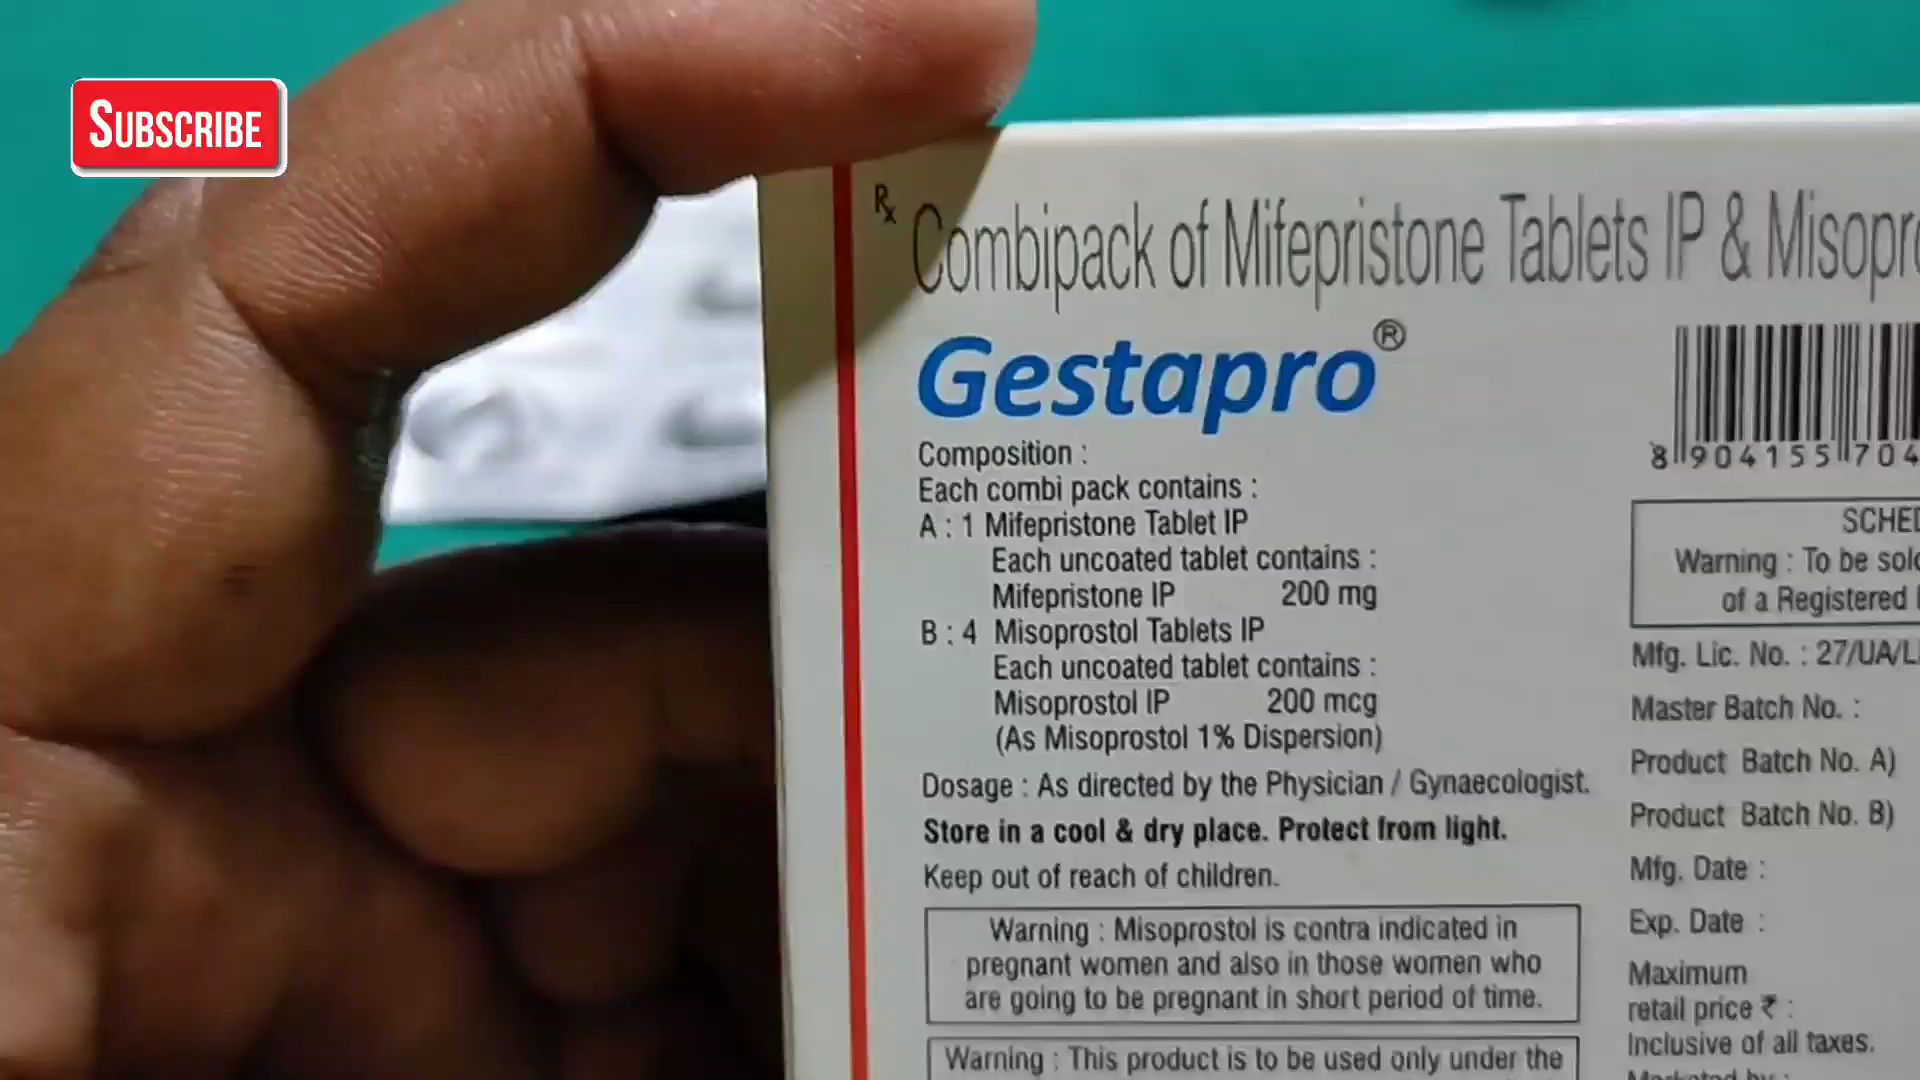 SUBSCRIBE
Rx Combipack of Mifepristone Tablets IP &
Gestapro®
8 904155 704
Composition :
Each combi pack contains :
A : 1 Mifepristone Tablet IP
Each uncoated tablet contains :
Mifepristone IP 200 mg
B : 4 Misoprostol Tablets IP
Each uncoated tablet contains :
Misoprostol IP 200 mcg
(As Misoprostol 1% Dispersion)
Dosage : As directed by the Physician / Gynaecologist.
Store in a cool & dry place. Protect from light.
Keep out of reach of children.
Warning : Misoprostol is contra indicated in
pregnant women and also in those women who
are going to be pregnant in short period of time.
Warning : This product is to be used only under the
Warning : To be
of a Registered
Mfg. Lic. No. : 27/UA/
Master Batch No. :
Product Batch No. A)
Product Batch No. B)
Mfg. Date :
Exp. Date :
Maximum
retail price ₹ :
Inclusive of all taxes.